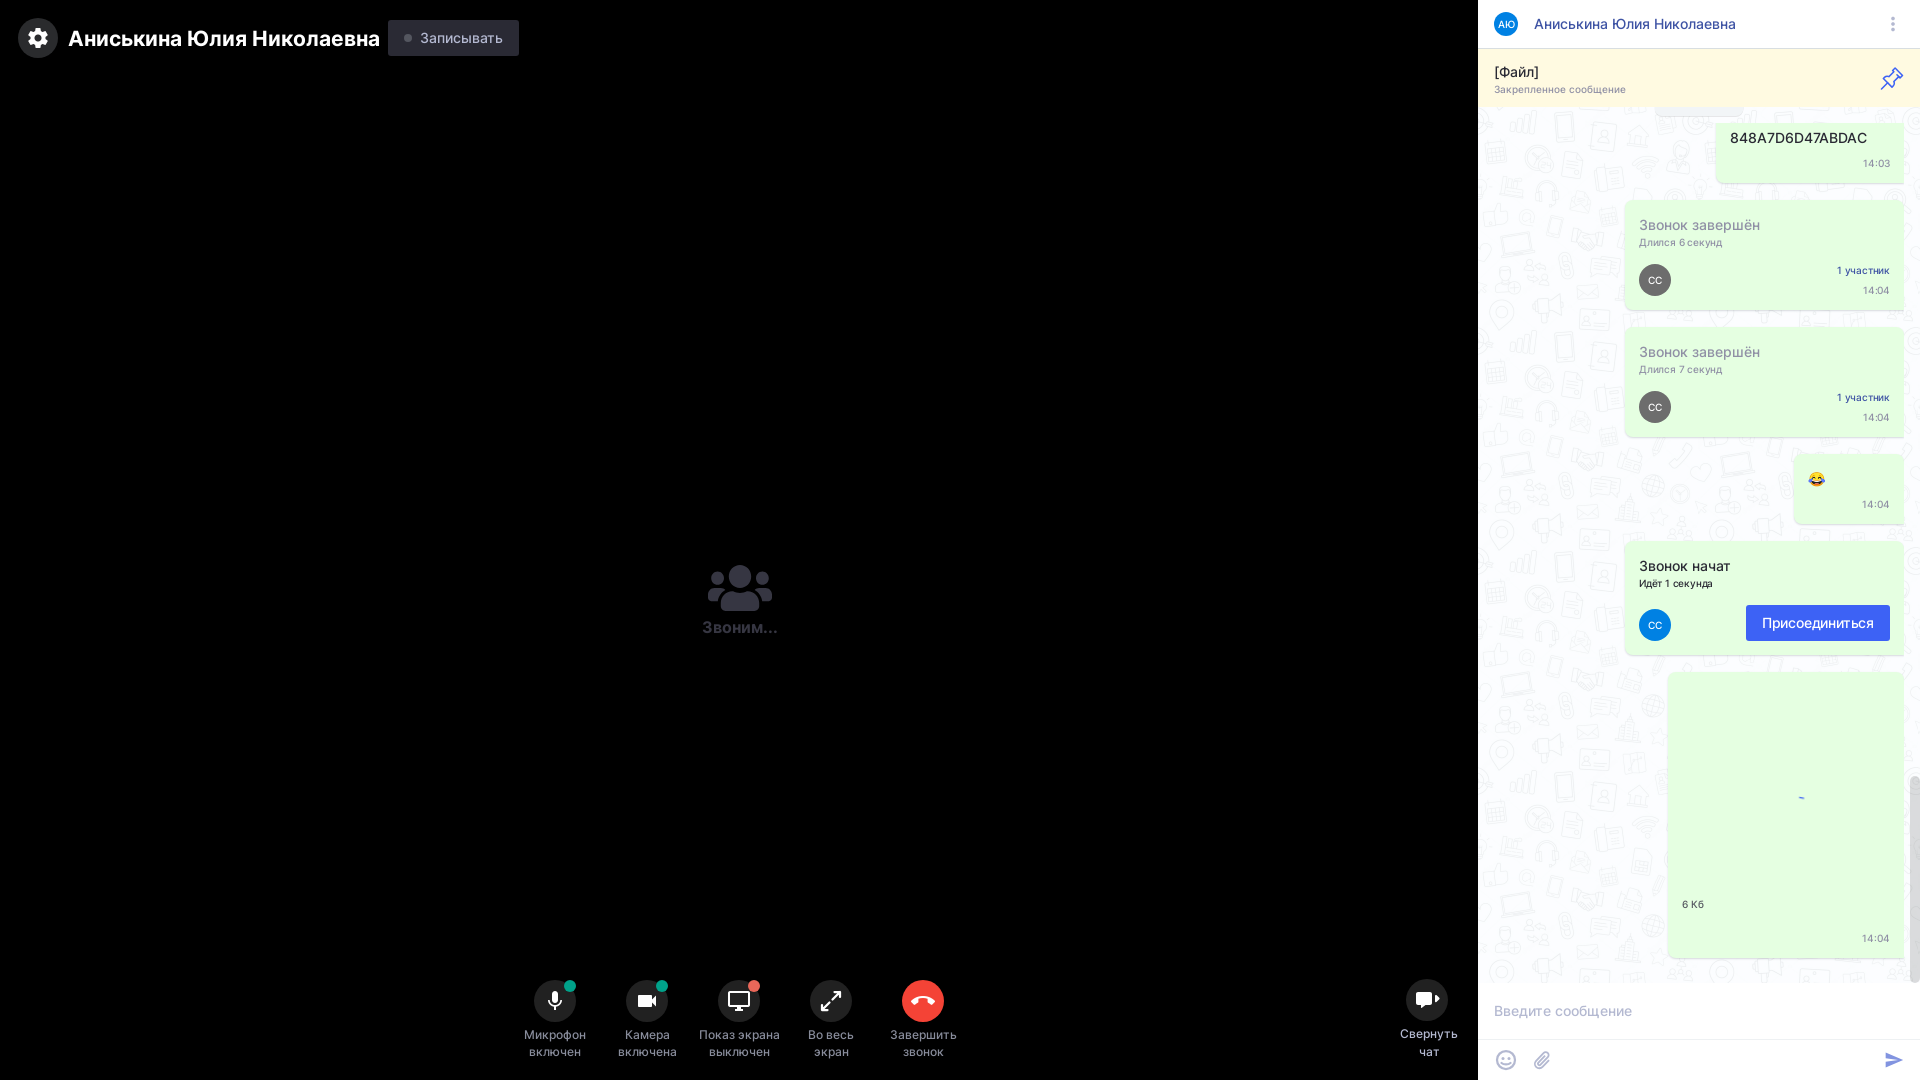 Аниськина Юлия Николаевна
Записывать
Звоним...
Микрофон включен
Камера включена
Показ экрана выключен
Во весь экран
Завершить звонок
Свернуть чат
АЮ Аниськина Юлия Николаевна
[Файл]
Закрепленное сообщение
848A7D6D47ABDAC
14:03
Звонок завершён
Длился 6 секунд
СС
1 участник
14:04
Звонок завершён
Длился 7 секунд
СС
1 участник
14:04
14:04
Звонок начат
Идёт 1 секунда
СС
Присоединиться
6 Кб
14:04
Введите сообщение